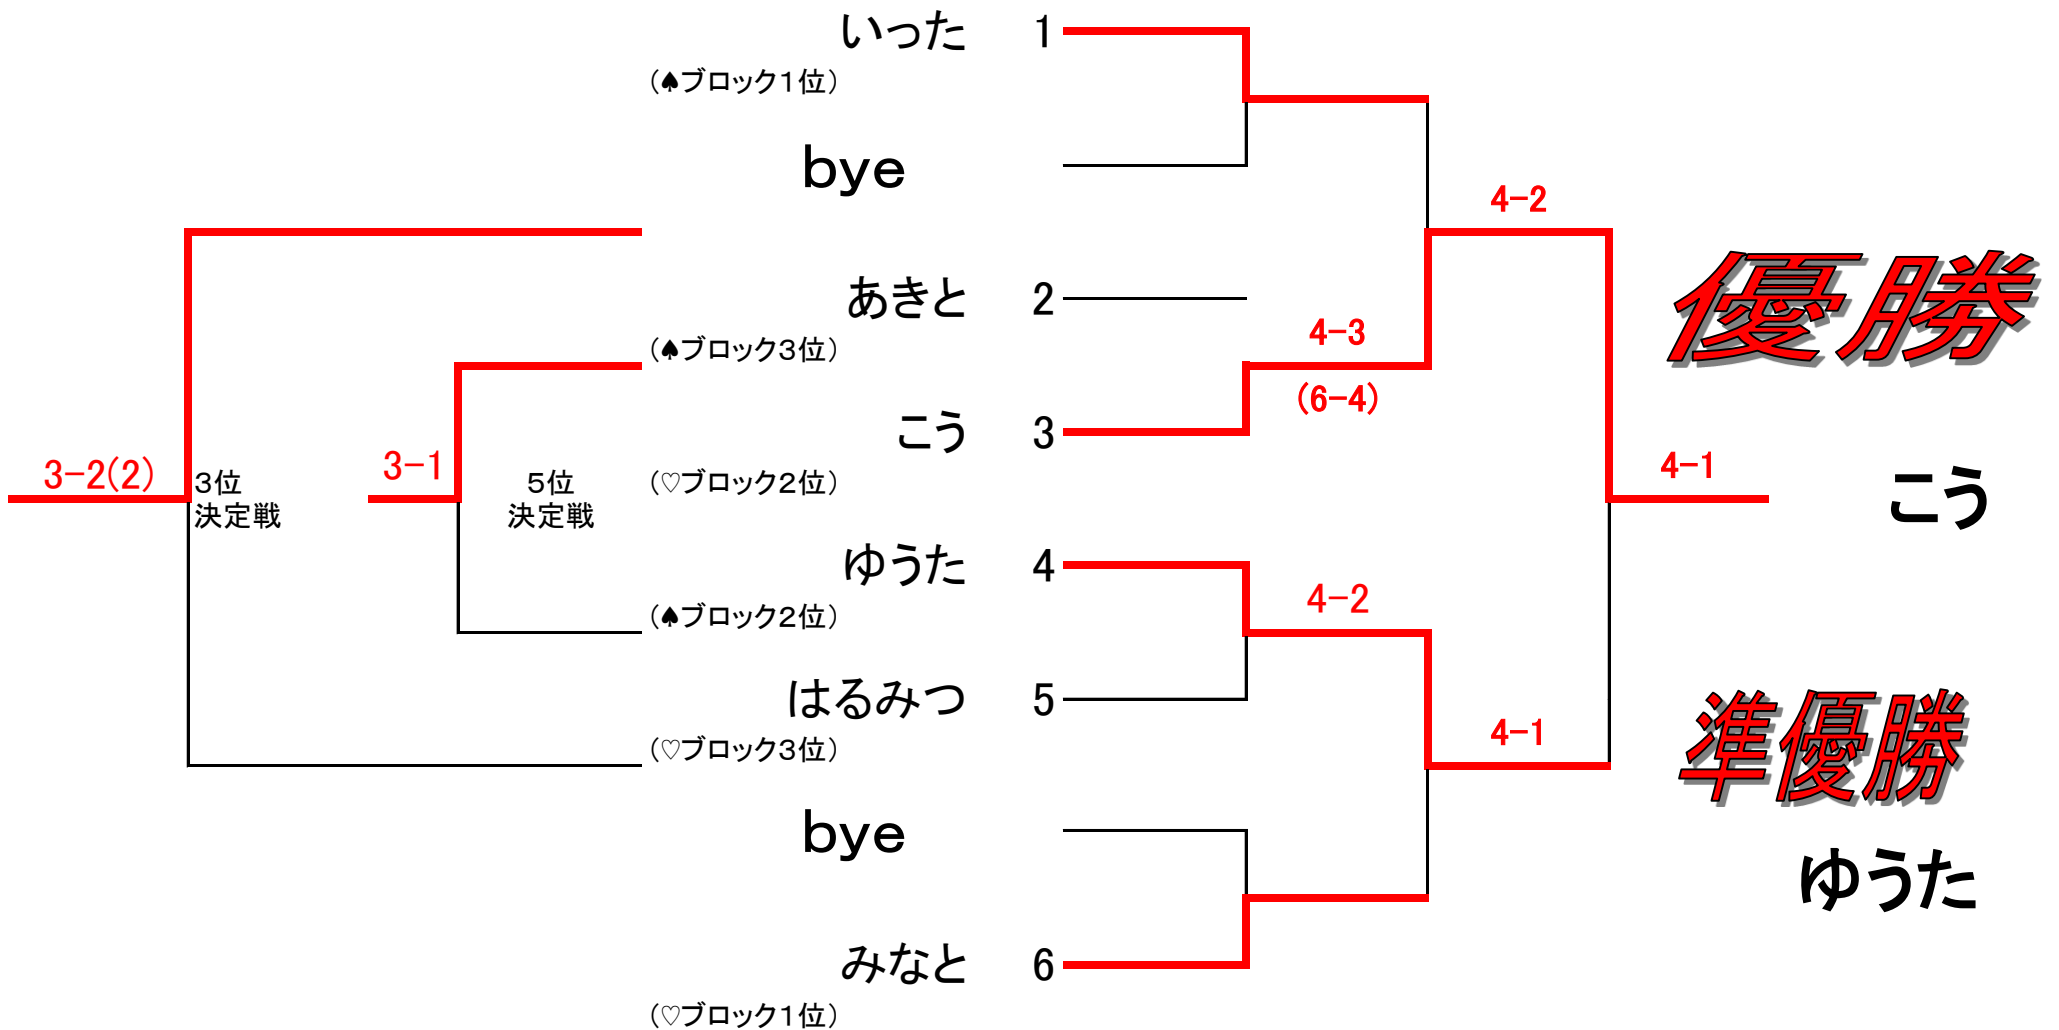 いった 1
(♠ブロック１位)
ｂｙｅ
4-2
優勝
あきと 2
4-3
(♠ブロック３位)
(6-4)
こう 3
3-2(2)
３位
決定戦
3-1
５位
決定戦
(♡ブロック２位)
4-1
こう
ゆうた 4
4-2
(♠ブロック２位)
はるみつ 5
準優勝
4-1
(♡ブロック３位)
ｂｙｅ
ゆうた
みなと 6
(♡ブロック１位)